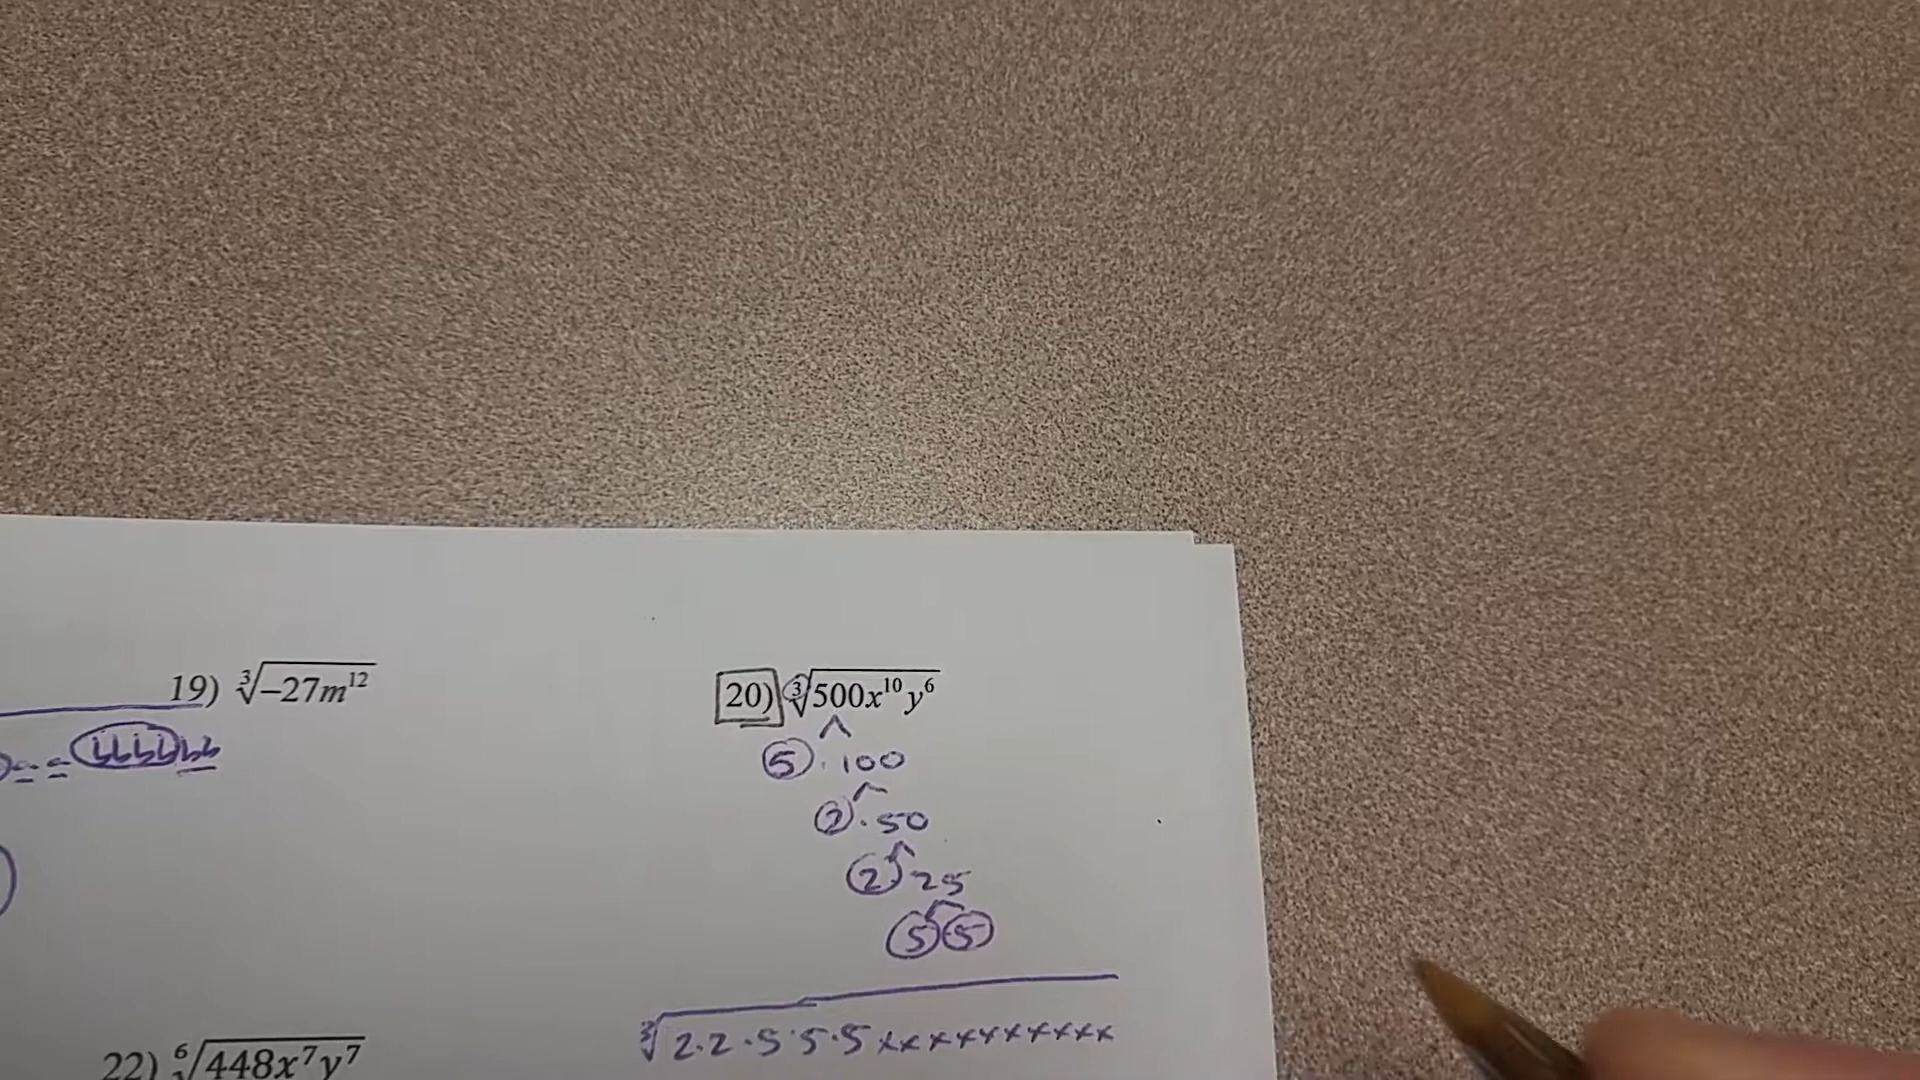 19) ∛−27m¹²
20) ∛500x¹⁰y⁶
5 · 100
2 · 50
2 · 25
5 · 5
22) ⁶√448x⁷y⁷
∛2·2·5·5·5xxxxxxxxxx